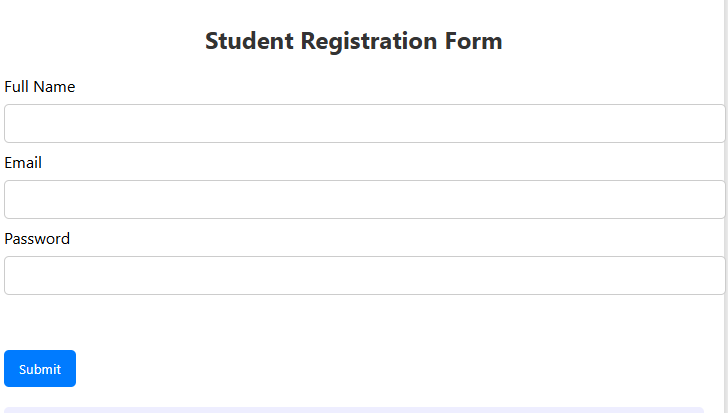 Student Registration Form
Full Name
Email
Password
Submit